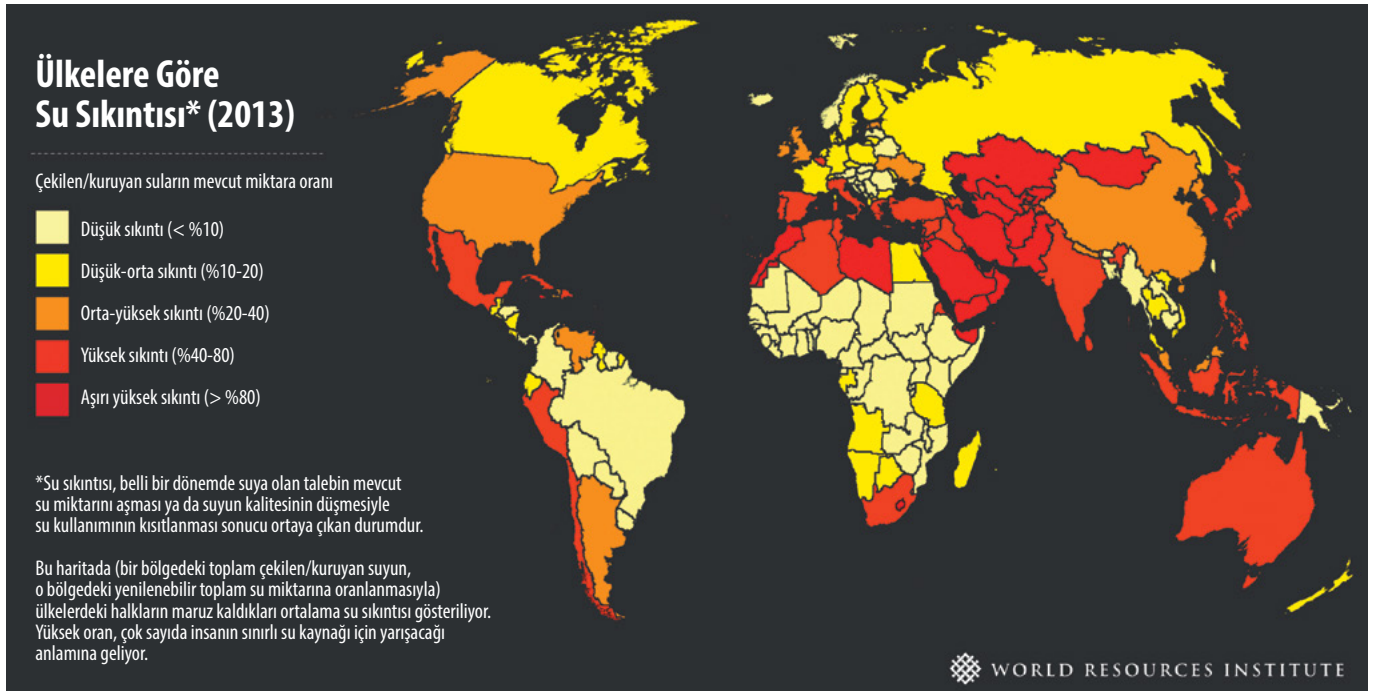 Ülkelere Göre
Su Sıkıntısı* (2013)
Çekilen/kuruyan suların mevcut miktara oranı
Düşük sıkıntı (< %10)
Düşük-orta sıkıntı (%10-20)
Orta-yüksek sıkıntı (%20-40)
Yüksek sıkıntı (%40-80)
Aşırı yüksek sıkıntı (> %80)
*Su sıkıntısı, belli bir dönemde suya olan talebin mevcut
su miktarını aşması ya da suyun kalitesinin düşmesiyle
su kullanımının kısıtlanması sonucu ortaya çıkan durumdur.
Bu haritada (bir bölgedeki toplam çekilen/kuruyan suyun,
o bölgedeki yenilenebilir toplam su miktarına oranlanmasıyla)
ülkelerdeki halkların maruz kaldıkları ortalama su sıkıntısı gösteriliyor.
Yüksek oran, çok sayıda insanın sınırlı su kaynağı için yarışacağı
anlamına geliyor.
WORLD RESOURCES INSTITUTE